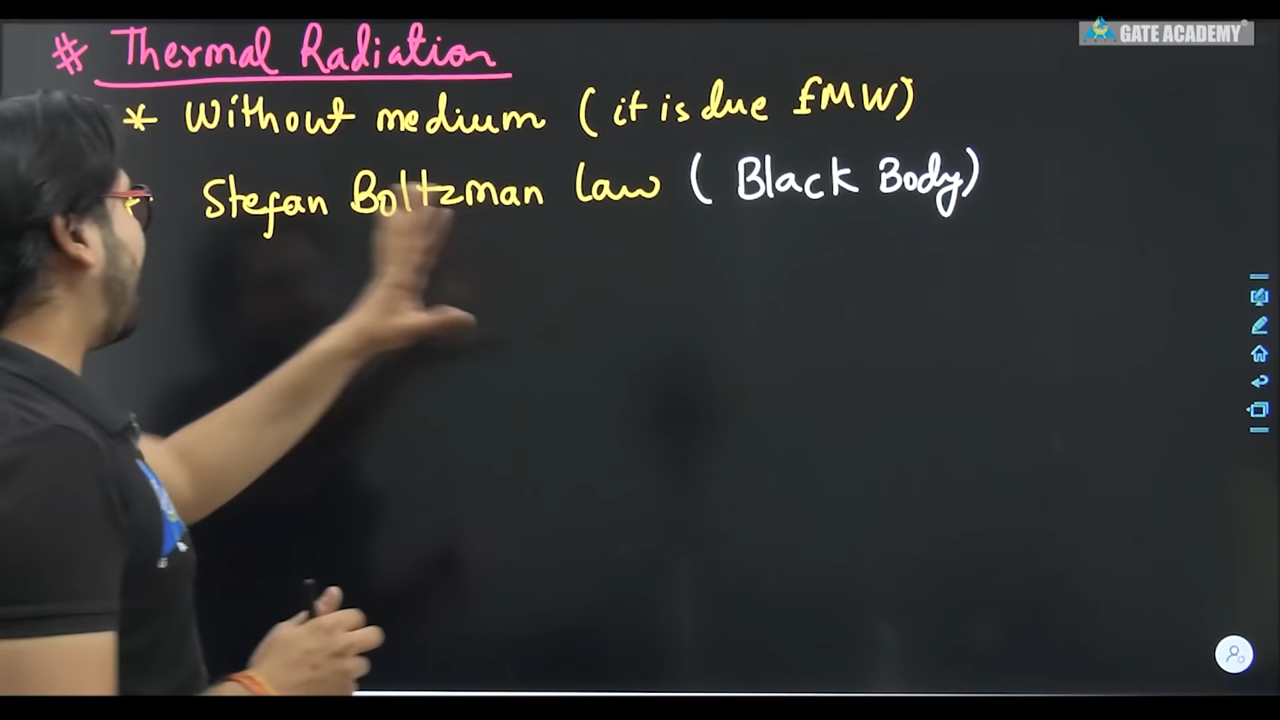 GATE ACADEMY
# Thermal Radiation
* Without medium (it is due EMW)
Stefan Boltzman law (Black Body)